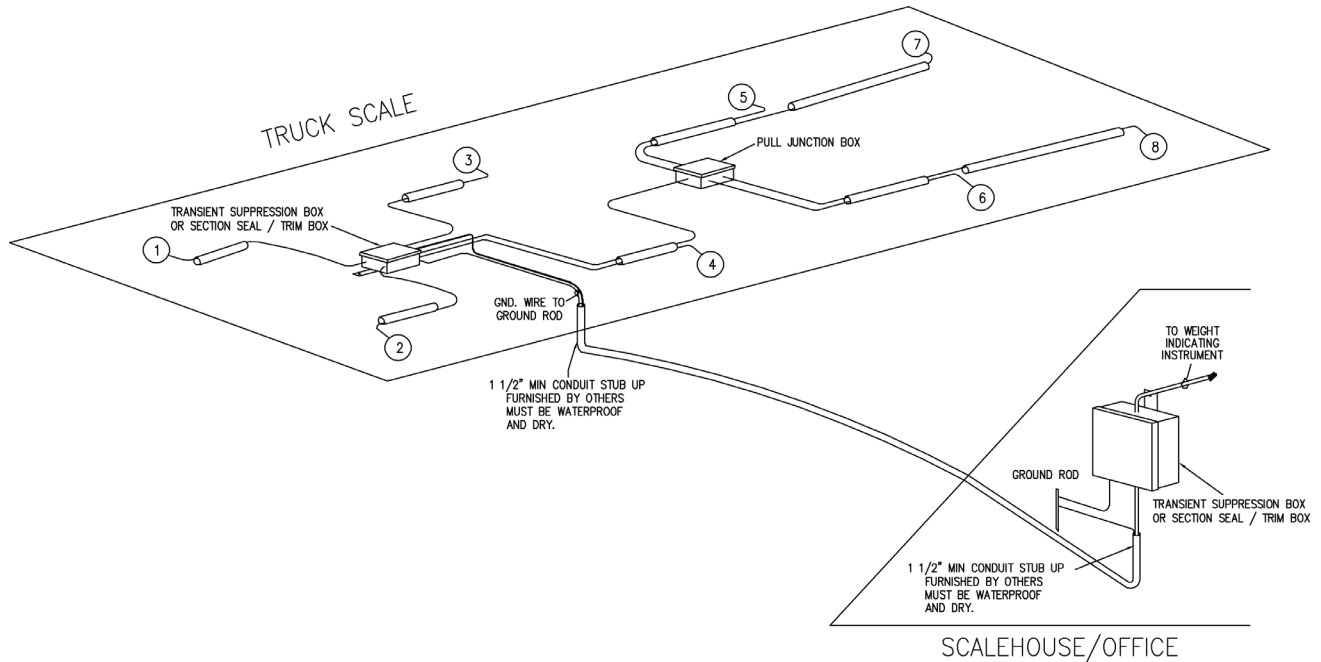 TRUCK SCALE
7
5
PULL JUNCTION BOX
8
3
6
TRANSIENT SUPPRESSION BOX
OR SECTION SEAL / TRIM BOX
1
4
GND. WIRE TO
GROUND ROD
2
1 1/2" MIN CONDUIT STUB UP
FURNISHED BY OTHERS
MUST BE WATERPROOF
AND DRY.
TO WEIGHT
INDICATING
INSTRUMENT
GROUND ROD
TRANSIENT SUPPRESSION BOX
OR SECTION SEAL / TRIM BOX
1 1/2" MIN CONDUIT STUB UP
FURNISHED BY OTHERS
MUST BE WATERPROOF
AND DRY.
SCALEHOUSE/OFFICE